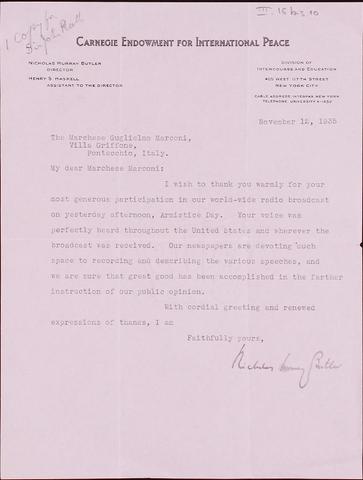 III - 15 bis 10
1 copy for
CARNEGIE ENDOWMENT FOR INTERNATIONAL PEACE
NICHOLAS MURRAY BUTLER
DIRECTOR
HENRY S. HASKELL
ASSISTANT TO THE DIRECTOR
DIVISION OF
INTERCOURSE AND EDUCATION
405 WEST 117TH STREET
NEW YORK CITY
CABLE ADDRESS INTERPAX NEW YORK
TELEPHONE UNIVERSITY 4-1850
November 12, 1935
The Marchese Guglielmo Marconi,
Villa Griffone,
Pontecchio, Italy.
My dear Marchese Marconi:
I wish to thank you warmly for your
most generous participation in our world-wide radio broadcast
on yesterday afternoon, Armistice Day. Your voice was
perfectly heard throughout the United States and wherever the
broadcast was received. Our newspapers are devoting much
space to recording and describing the various speeches, and
we are sure that great good has been accomplished in the farther
instruction of our public opinion.
With cordial greeting and renewed
expressions of thanks, I am
Faithfully yours,
Nicholas Murray Butler